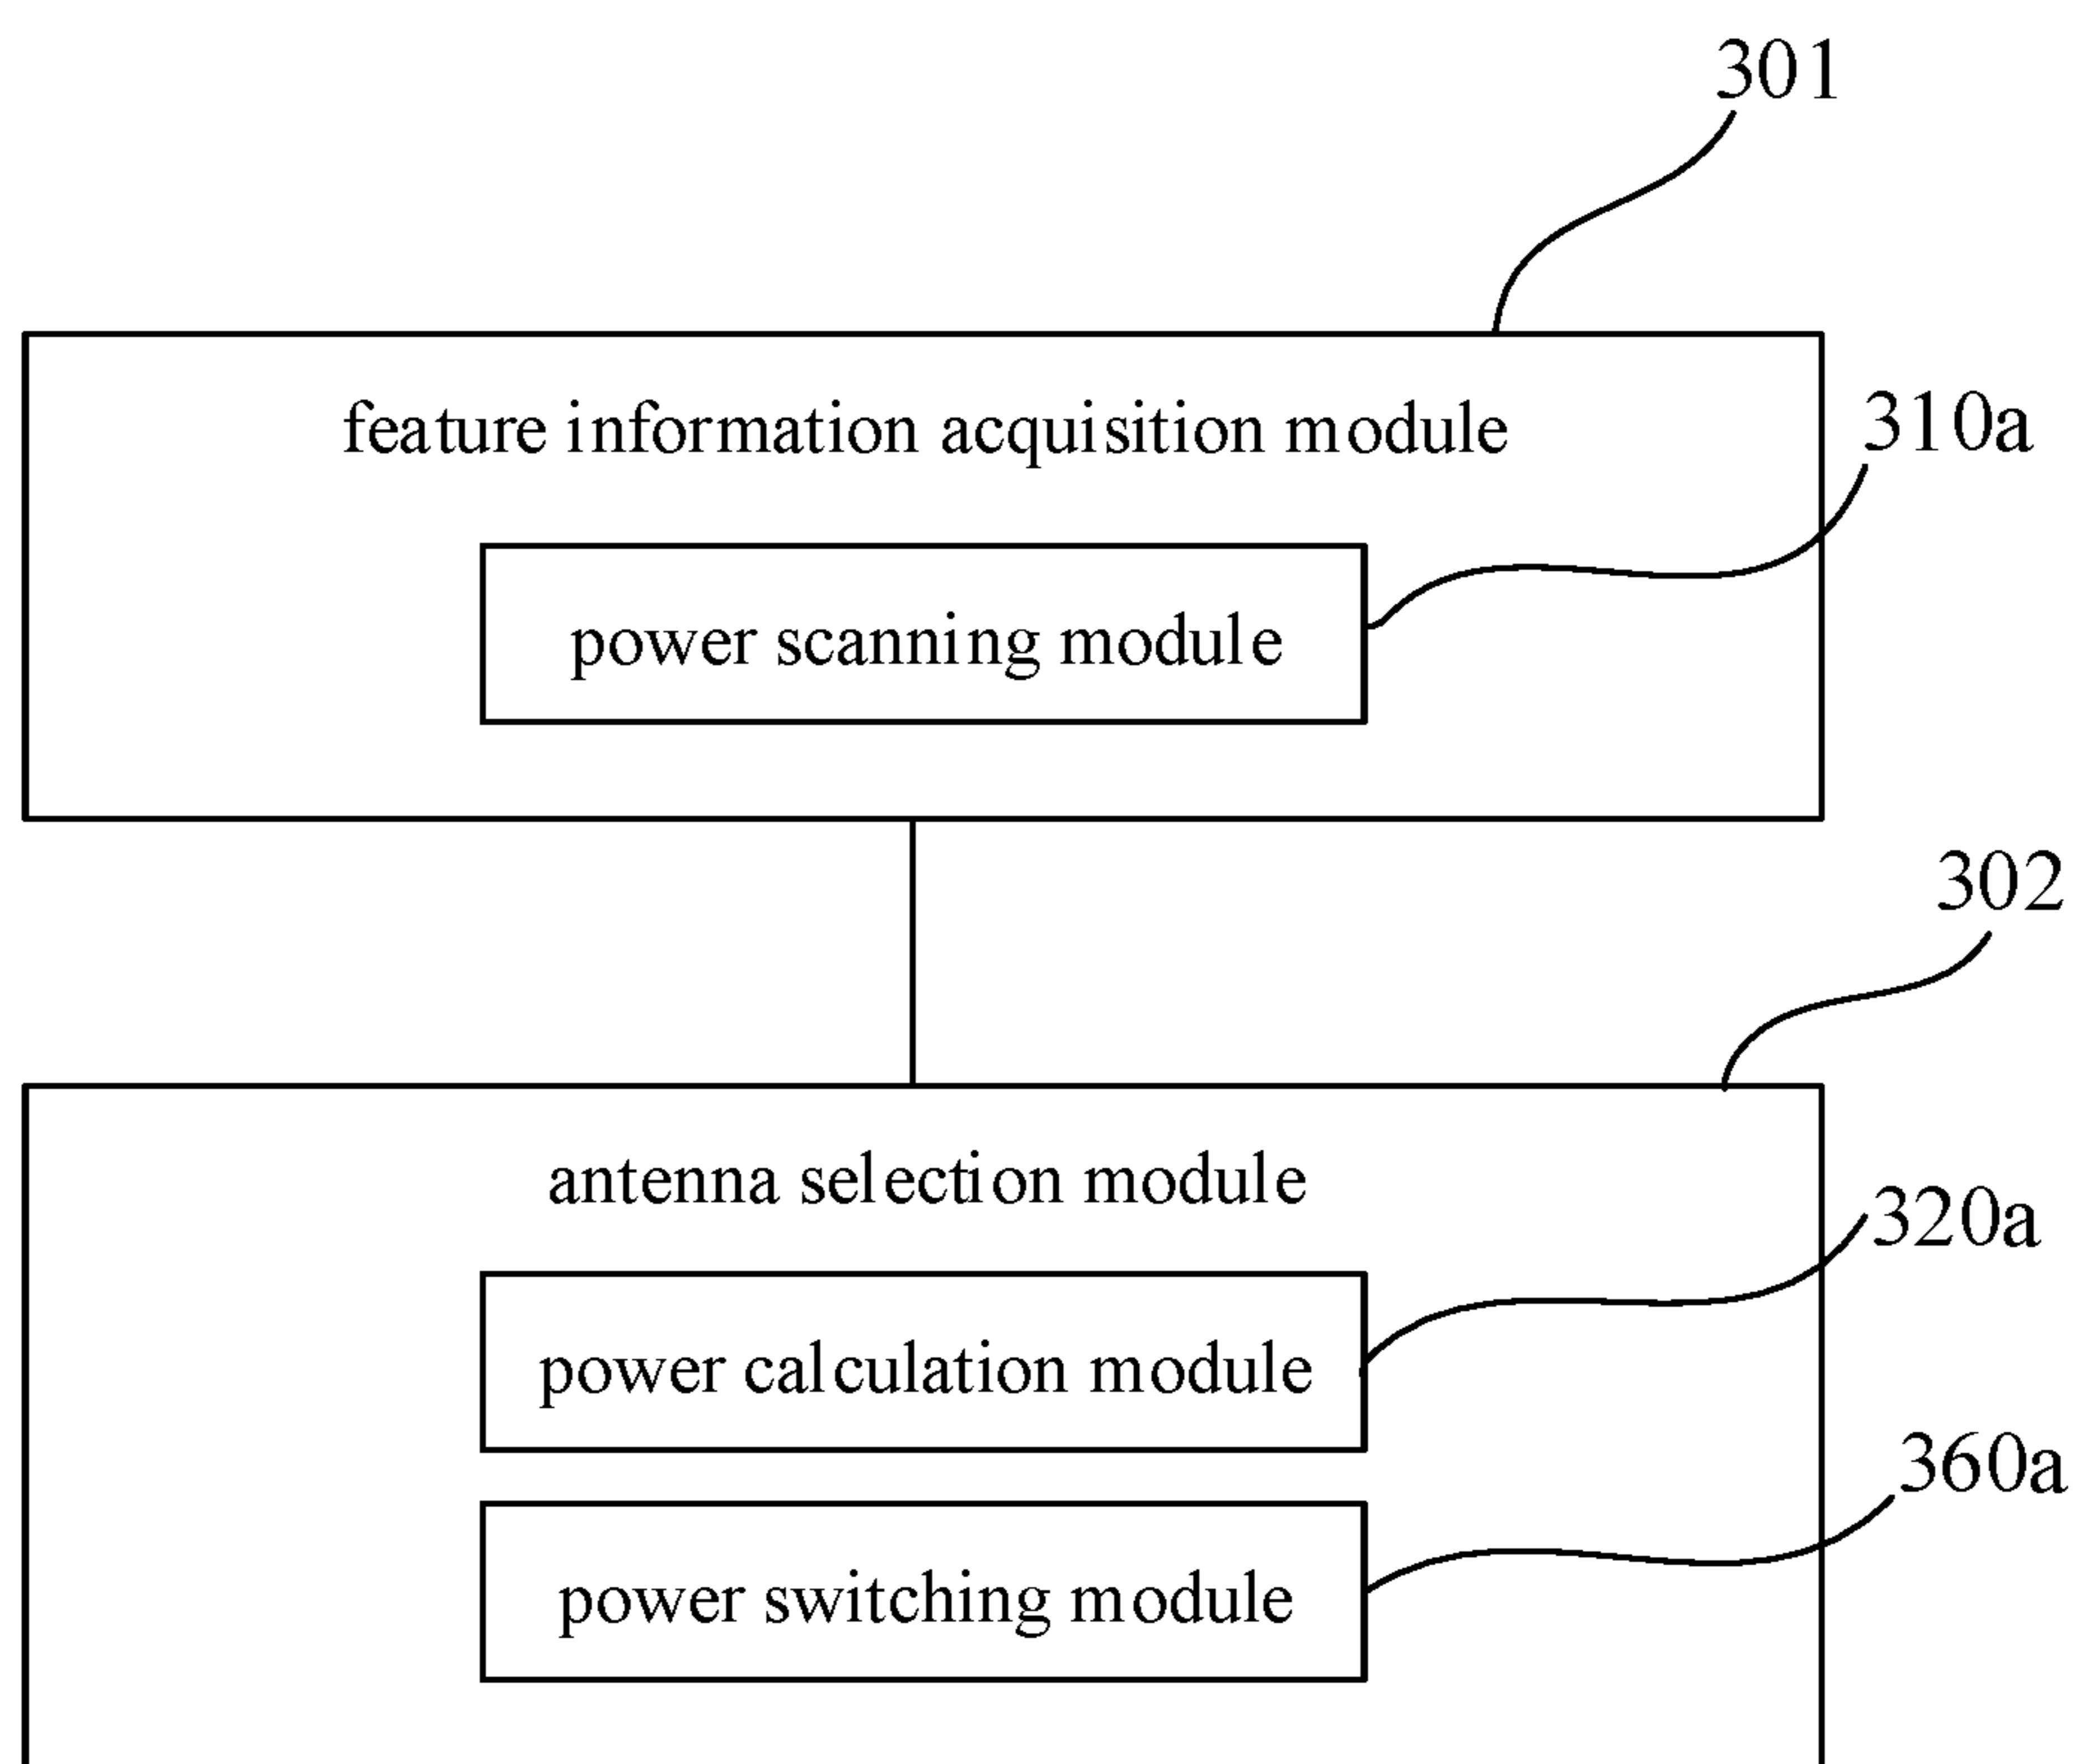 301
feature information acquisition module
310a
power scanning module
302
antenna selection module
320a
power calculation module
360a
power switching module